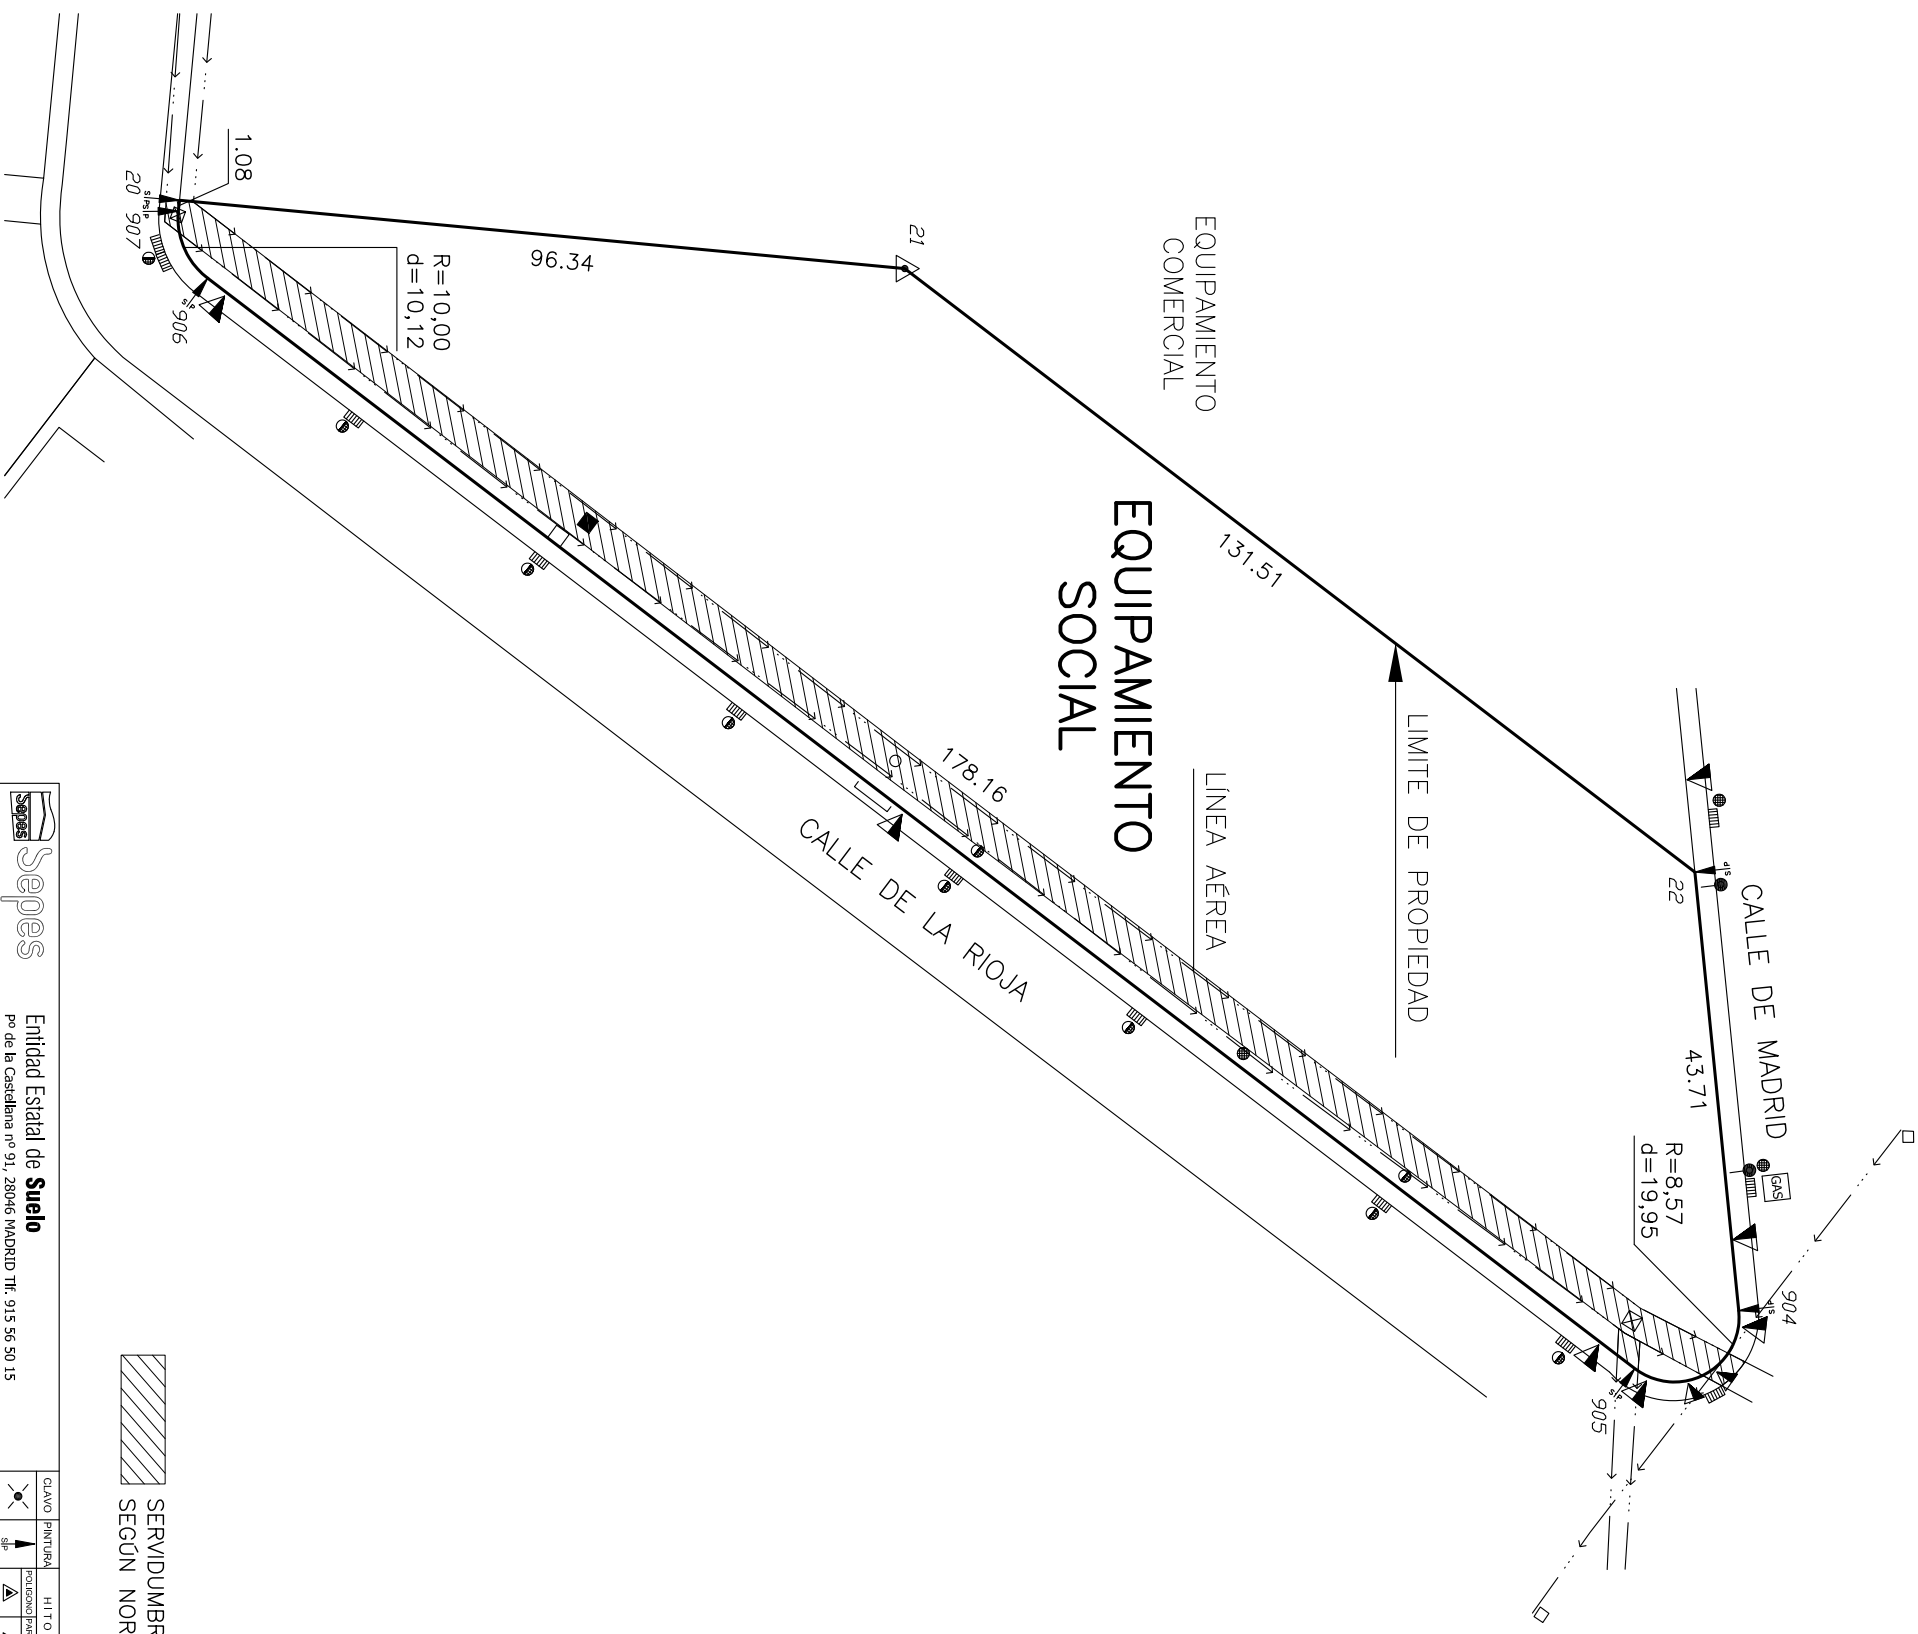 CALLE DE MADRID
GAS
904
S|P
22
S|P
43.71
R=8,57
d=19,95
905
S|P
LIMITE DE PROPIEDAD
LÍNEA AÉREA
EQUIPAMIENTO
COMERCIAL
131.51
EQUIPAMIENTO
SOCIAL
21
178.16
CALLE DE LA RIOJA
96.34
R=10,00
d=10,12
1.08
20
S|P
S|P
907
906
S|P
SERVIDUMBR
SEGÚN NOR
Sepes
Sepes
Entidad Estatal de Suelo
Pº de la Castellana nº 91, 28046 MADRID Tlf. 915 56 50 15
CLAVO
PINTURA
HITO
POLIGONO
PAR
S|P